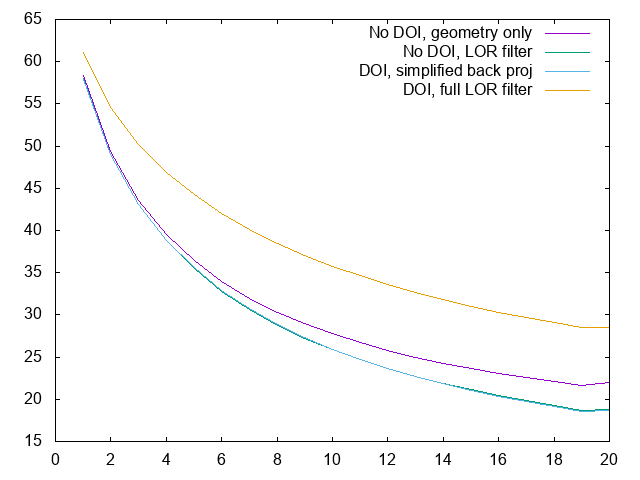 65
60
55
50
45
40
35
30
25
20
15
0 2 4 6 8 10 12 14 16 18 20
No DOI, geometry only
No DOI, LOR filter
DOI, simplified back proj
DOI, full LOR filter